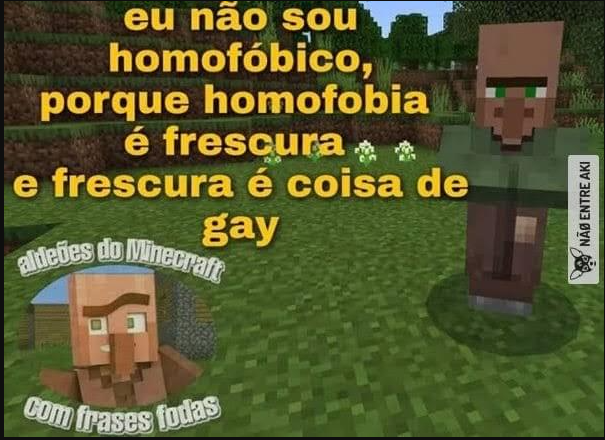 eu não sou
homofóbico,
porque homofobia
é frescura
e frescura é coisa de
gay
aldeões do Minecraft
com frases fodas
NÃO ENTRE AKI